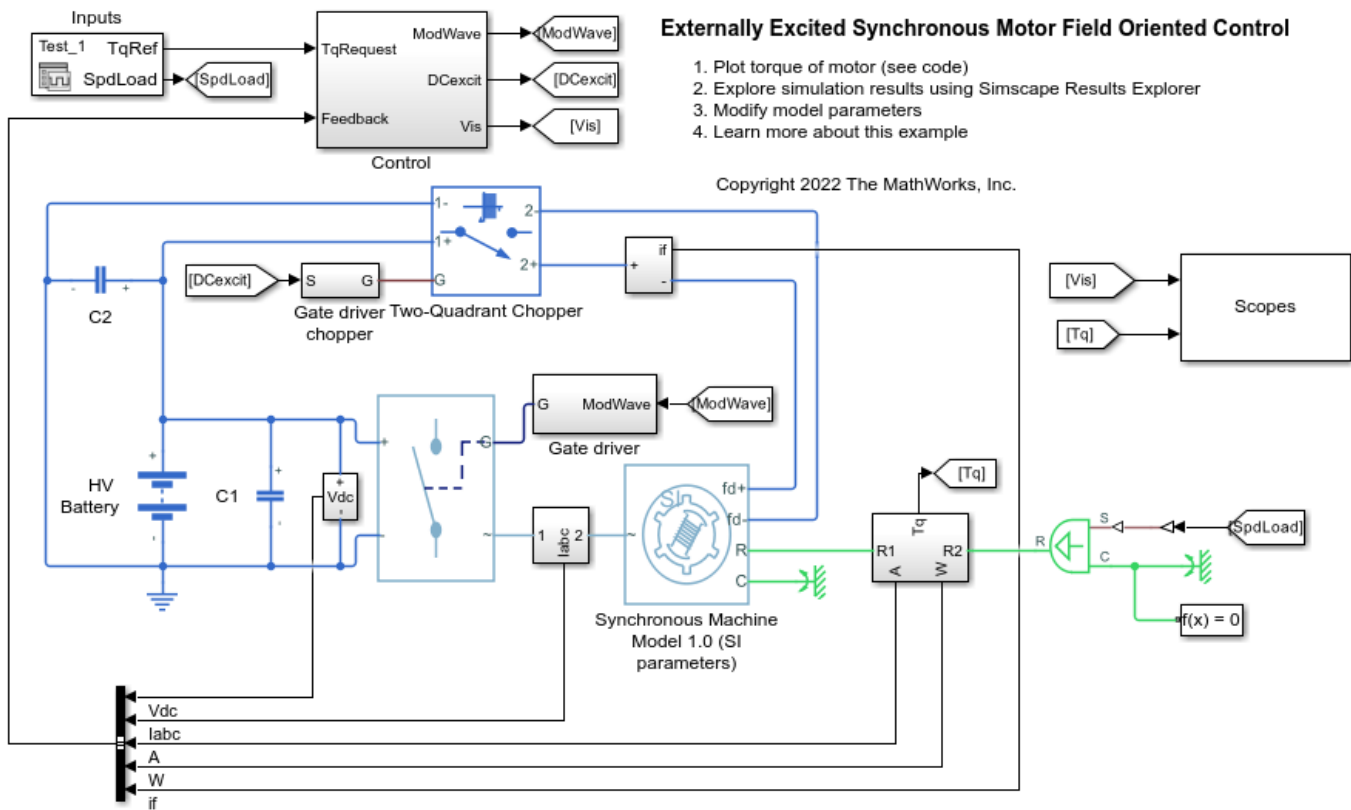 Inputs
Test_1
TqRef
SpdLoad
[SpdLoad]
TqRequest
Feedback
ModWave
DCexcit
Vis
Control
[ModWave]
[DCexcit]
[Vis]
Externally Excited Synchronous Motor Field Oriented Control
1. Plot torque of motor (see code)
2. Explore simulation results using Simscape Results Explorer
3. Modify model parameters
4. Learn more about this example
Copyright 2022 The MathWorks, Inc.
1-
1+
G
2-
2+
Two-Quadrant Chopper
[DCexcit]
S
G
Gate driver
chopper
+
if
-
- +
C2
[Vis]
[Tq]
Scopes
G
ModWave
[ModWave]
Gate driver
+
HV
Battery
-
+
C1
-
+
Vdc
-
+
-
G
~
1
Iabc
2
~
SI
fd+
fd-
R
C
Synchronous Machine
Model 1.0 (SI
parameters)
[Tq]
Tq
R1
R2
A
W
R
S
C
[SpdLoad]
f(x) = 0
Vdc
Iabc
A
W
if